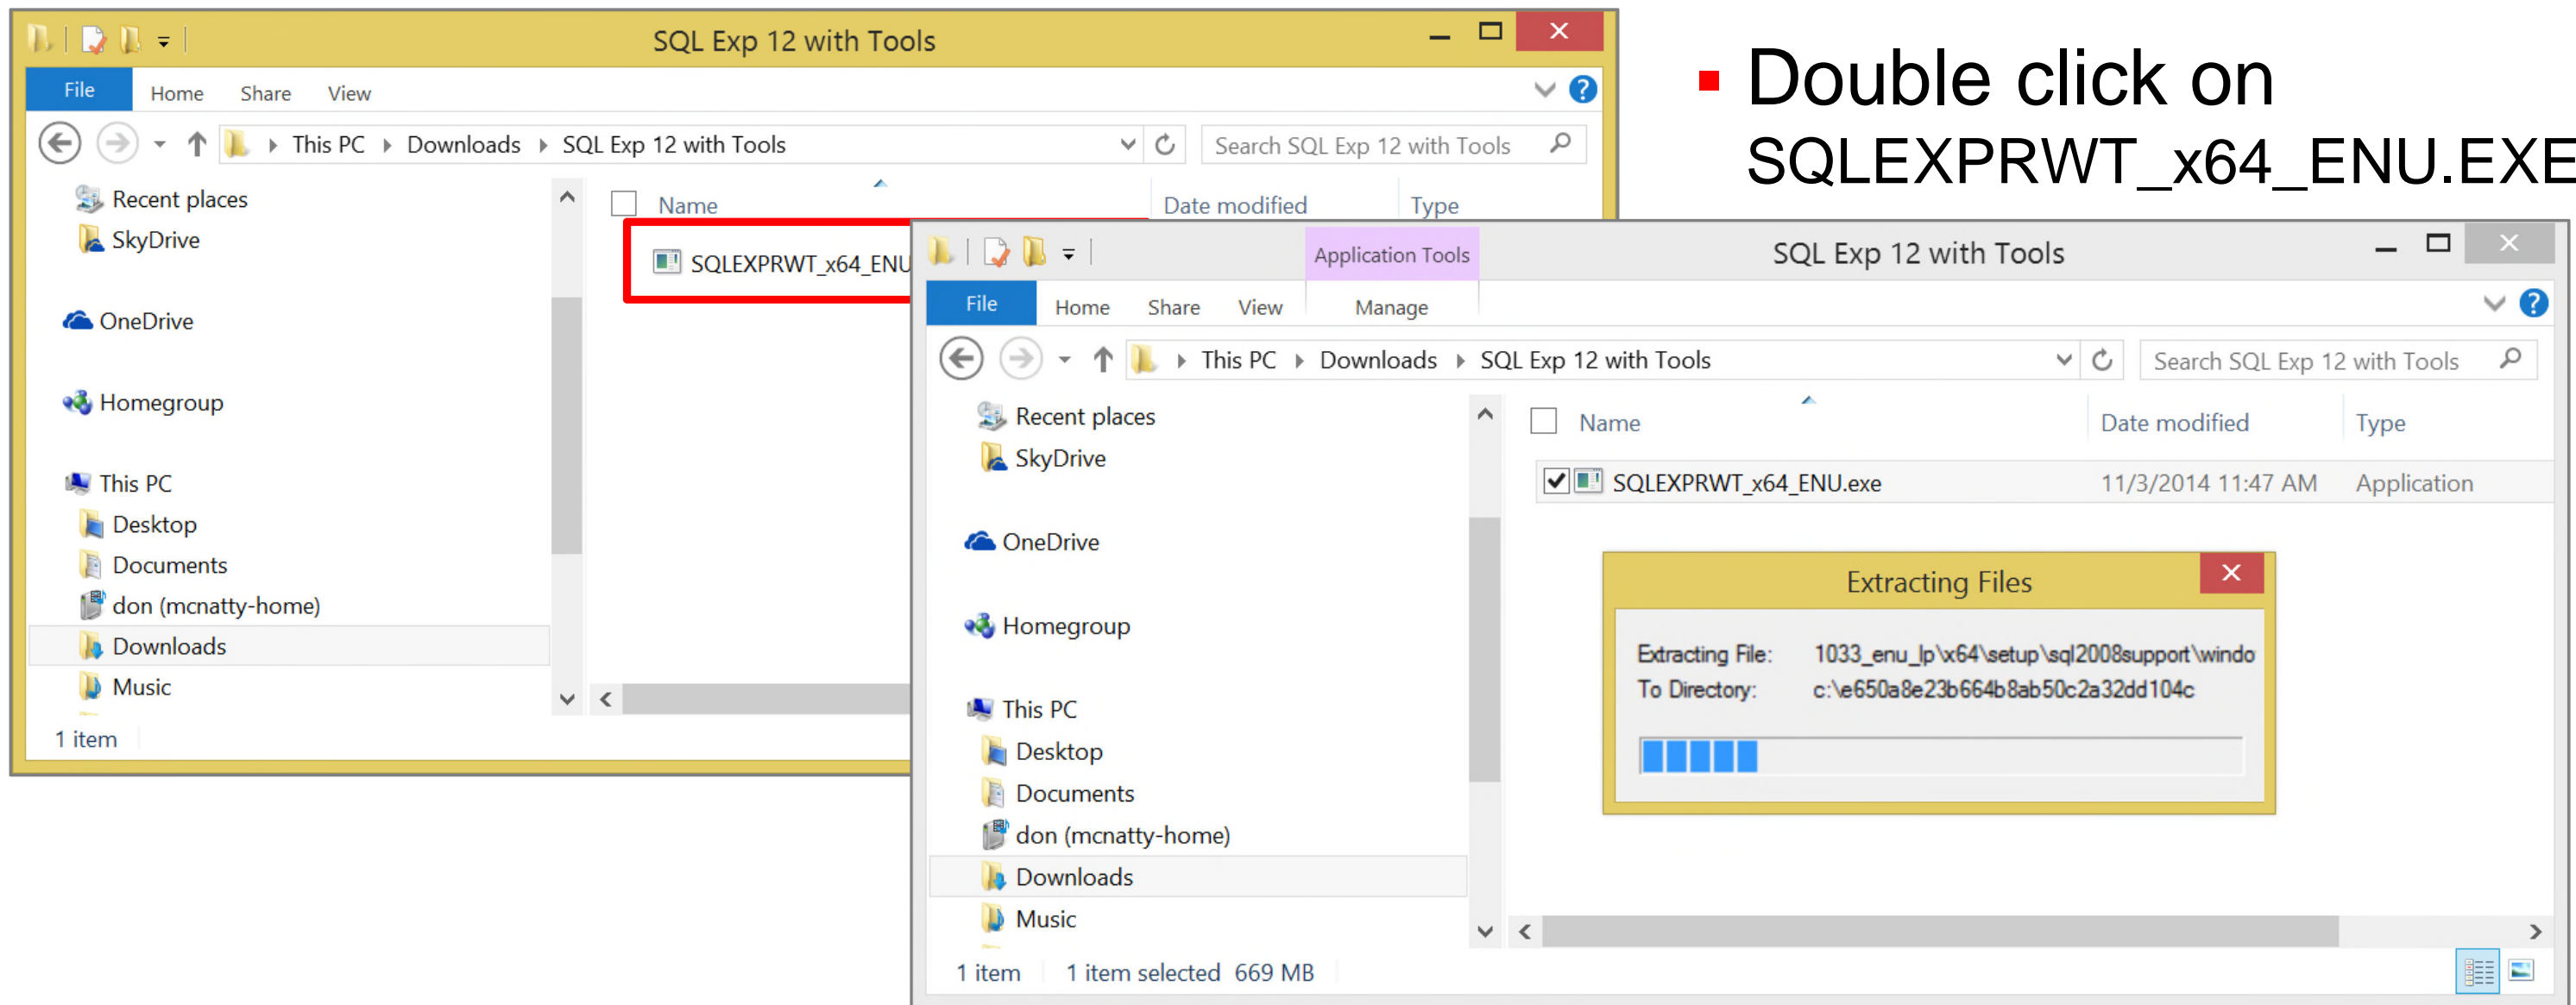 SQL Exp 12 with Tools
File Home Share View
This PC Downloads SQL Exp 12 with Tools Search SQL Exp 12 with Tools
Name Date modified Type
Recent places
SkyDrive
OneDrive
Homegroup
This PC
Desktop
Documents
don (mcnatty-home)
Downloads
Music
SQLEXPRWT_x64_ENU
1 item
Double click on
SQLEXPRWT_x64_ENU.EXE
Application Tools SQL Exp 12 with Tools
File Home Share View Manage
This PC Downloads SQL Exp 12 with Tools Search SQL Exp 12 with Tools
Name Date modified Type
Recent places
SkyDrive
OneDrive
Homegroup
This PC
Desktop
Documents
don (mcnatty-home)
Downloads
Music
SQLEXPRWT_x64_ENU.exe 11/3/2014 11:47 AM Application
Extracting Files
Extracting File: 1033_enu_lp\x64\setup\sql2008support\windo
To Directory: c:\e650a8e23b664b8ab50c2a32dd104c
1 item 1 item selected 669 MB